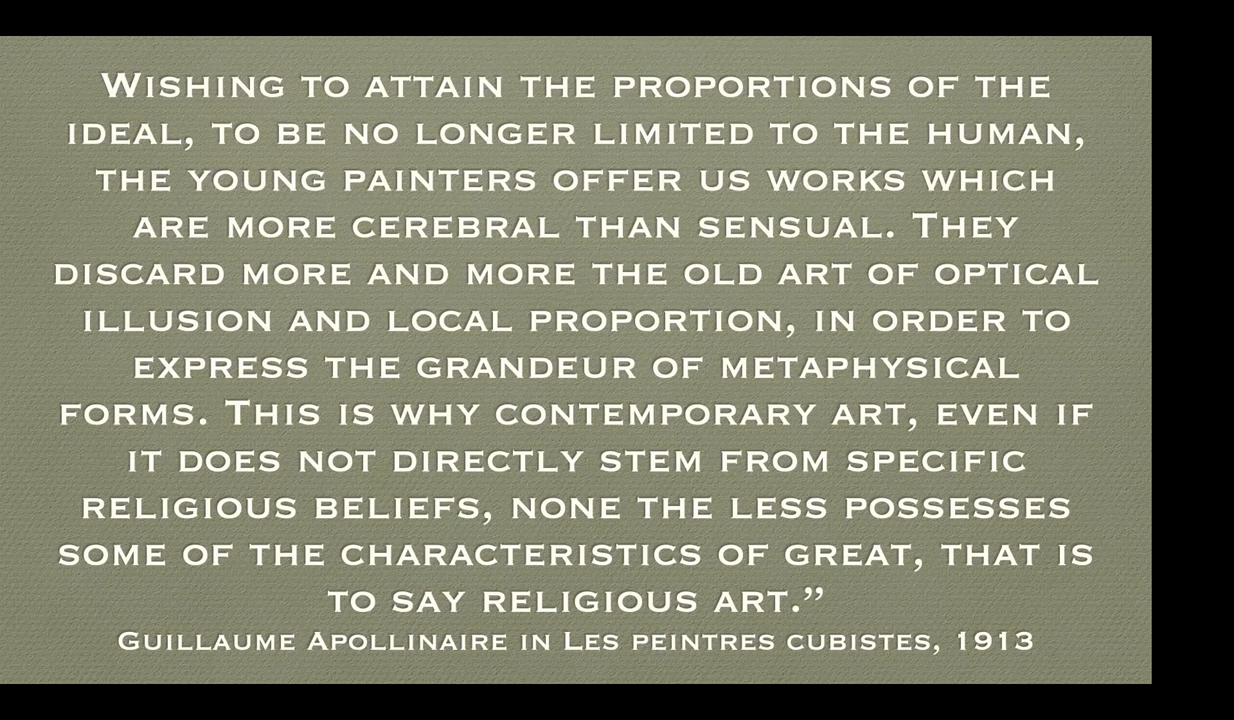 Wishing to attain the proportions of the
ideal, to be no longer limited to the human,
the young painters offer us works which
are more cerebral than sensual. They
discard more and more the old art of optical
illusion and local proportion, in order to
express the grandeur of metaphysical
forms. This is why contemporary art, even if
it does not directly stem from specific
religious beliefs, none the less possesses
some of the characteristics of great, that is
to say religious art.”
Guillaume Apollinaire in Les peintres cubistes, 1913